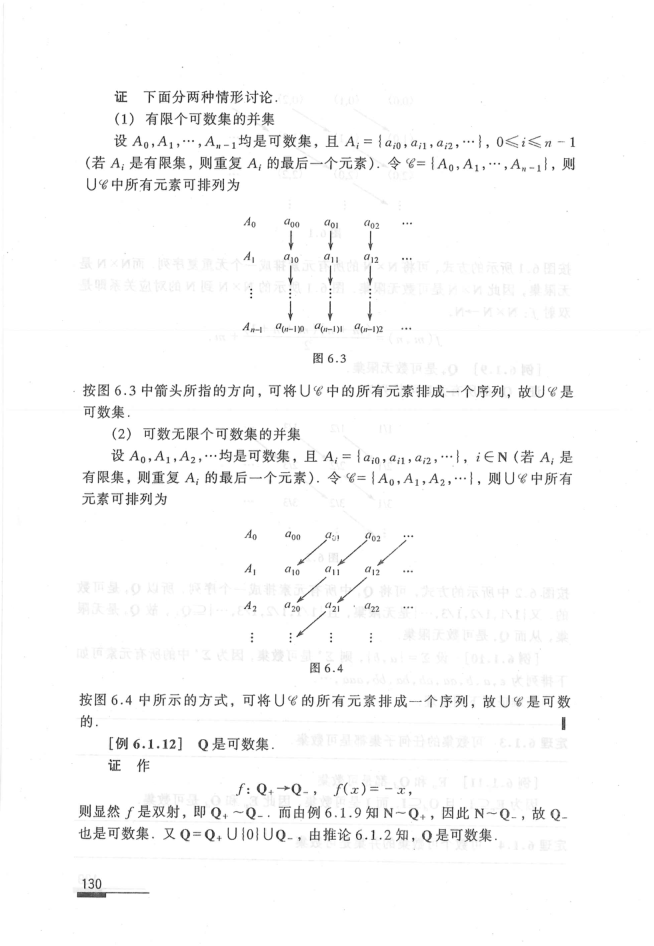 证 下面分两种情形讨论.
(1) 有限个可数集的并集
设 A₀,A₁,⋯,Aₙ₋₁均是可数集，且 Aᵢ={aᵢ₀,aᵢ₁,aᵢ₂,⋯}，0≤i≤n-1
(若 Aᵢ 是有限集，则重复 Aᵢ 的最后一个元素). 令 𝒞={A₀,A₁,⋯,Aₙ₋₁}，则
∪𝒞中所有元素可排列为
A₀ a₀₀ a₀₁ a₀₂ ⋯
A₁ a₁₀ a₁₁ a₁₂ ⋯
⋮ ⋮ ⋮ ⋮
Aₙ₋₁ a₍ₙ₋₁₎₀ a₍ₙ₋₁₎₁ a₍ₙ₋₁₎₂ ⋯
图 6.3
按图 6.3 中箭头所指的方向，可将∪𝒞中的所有元素排成一个序列，故∪𝒞是
可数集.
(2) 可数无限个可数集的并集
设 A₀,A₁,A₂,⋯均是可数集，且 Aᵢ={aᵢ₀,aᵢ₁,aᵢ₂,⋯}，i∈N (若 Aᵢ 是
有限集，则重复 Aᵢ 的最后一个元素). 令 𝒞={A₀,A₁,A₂,⋯}，则∪𝒞中所有
元素可排列为
A₀ a₀₀ a₀₁ a₀₂ ⋯
A₁ a₁₀ a₁₁ a₁₂ ⋯
A₂ a₂₀ a₂₁ a₂₂ ⋯
⋮ ⋮ ⋮ ⋮
图 6.4
按图 6.4 中所示的方式，可将∪𝒞的所有元素排成一个序列，故∪𝒞是可数
的.
[例 6.1.12] Q是可数集.
证 作
f: Q₊→Q₋， f(x)=-x，
则显然 f 是双射，即 Q₊~Q₋. 而由例 6.1.9 知 N~Q₊，因此 N~Q₋，故 Q₋
也是可数集. 又 Q=Q₊∪{0}∪Q₋，由推论 6.1.2 知，Q是可数集.
130